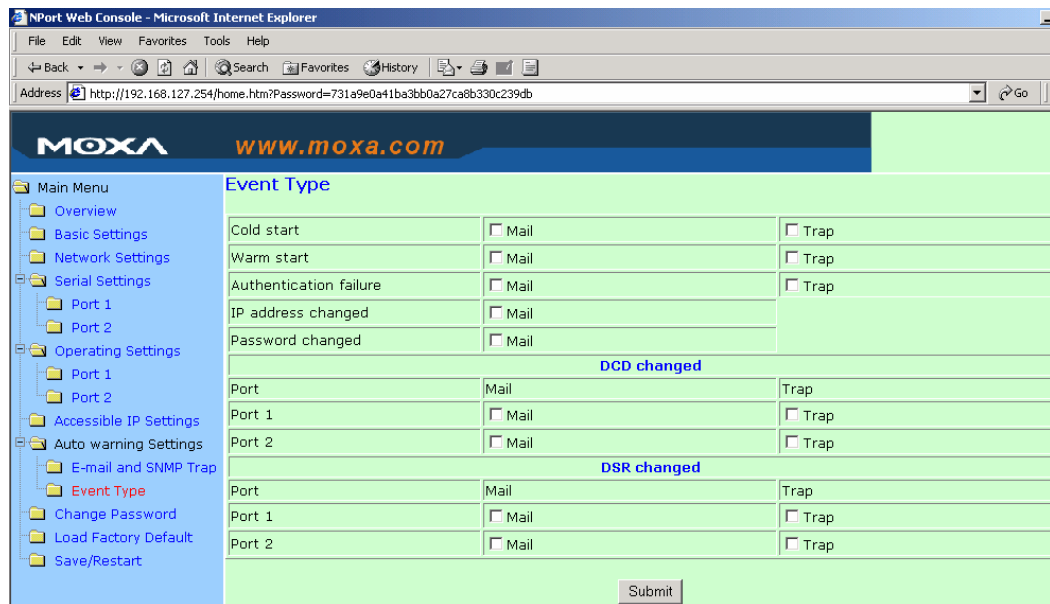 NPort Web Console - Microsoft Internet Explorer
File Edit View Favorites Tools Help
Back Search Favorites History
Address http://192.168.127.254/home.htm?Password=731a9e0a41ba3bb0a27ca8b330c239db Go
MOXA www.moxa.com
Main Menu
Overview
Basic Settings
Network Settings
Serial Settings
Port 1
Port 2
Operating Settings
Port 1
Port 2
Accessible IP Settings
Auto warning Settings
E-mail and SNMP Trap
Event Type
Change Password
Load Factory Default
Save/Restart
Event Type
Cold start Mail Trap
Warm start Mail Trap
Authentication failure Mail Trap
IP address changed Mail
Password changed Mail
DCD changed
Port Mail Trap
Port 1 Mail Trap
Port 2 Mail Trap
DSR changed
Port Mail Trap
Port 1 Mail Trap
Port 2 Mail Trap
Submit